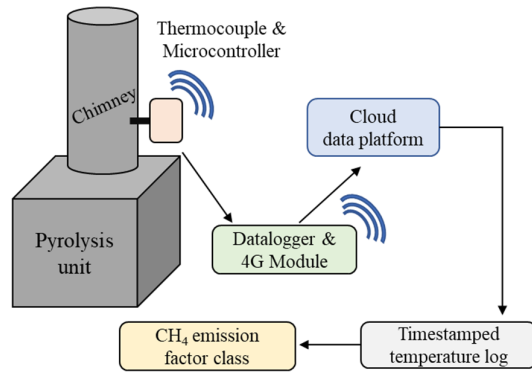 Thermocouple &
Microcontroller
Chimney
Cloud
data platform
Pyrolysis
unit
Datalogger &
4G Module
CH₄ emission
factor class
Timestamped
temperature log